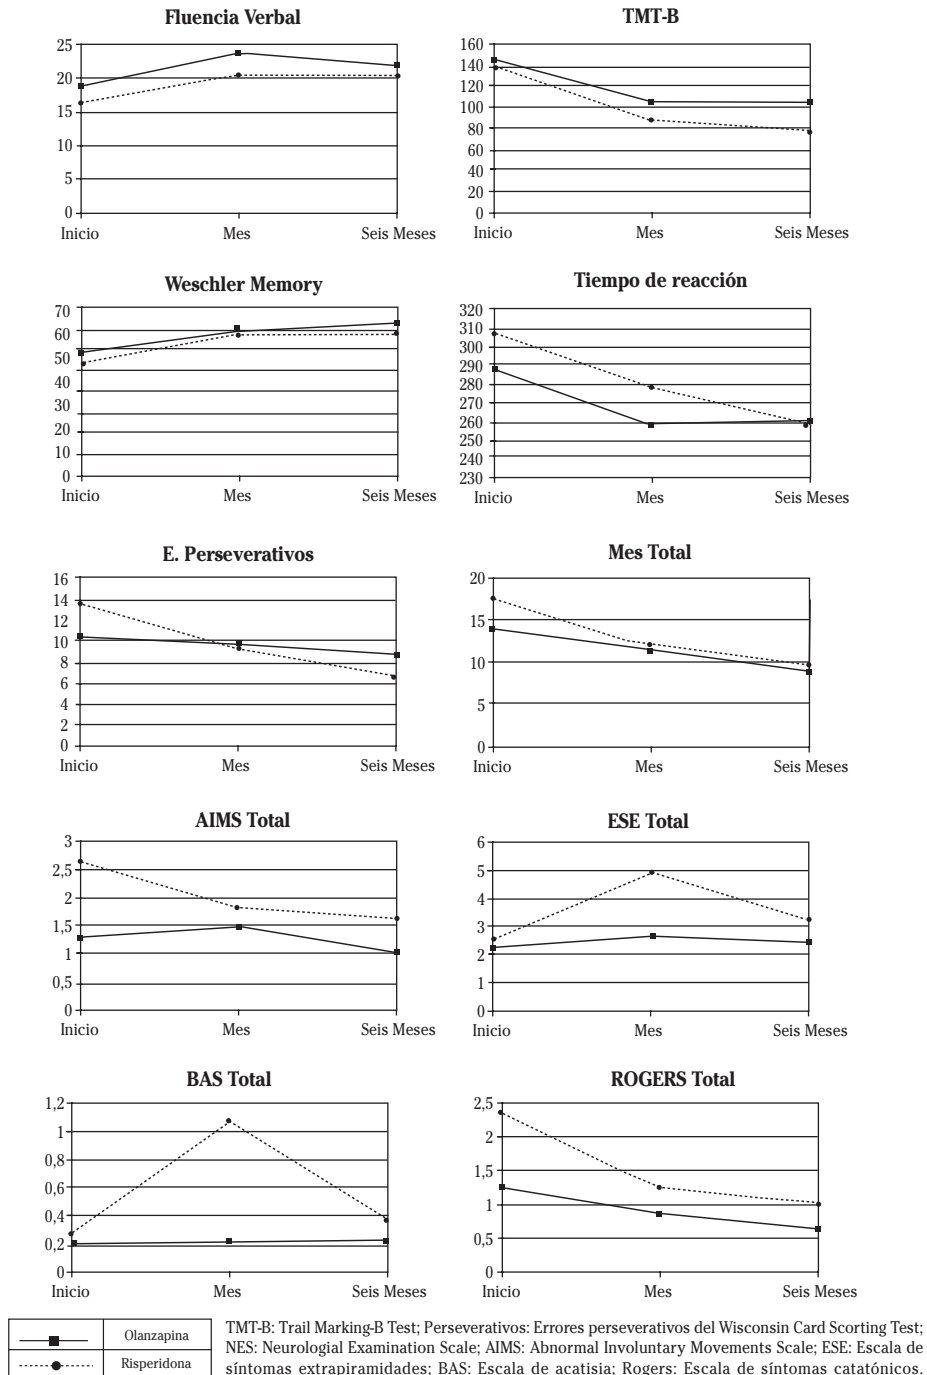 Fluencia Verbal
25
20
15
10
5
0
Inicio Mes Seis Meses
TMT-B
160
140
120
100
80
60
40
20
0
Inicio Mes Seis Meses
Weschler Memory
70
60
50
40
30
20
10
0
Inicio Mes Seis Meses
Tiempo de reacción
320
310
300
290
280
270
260
250
240
230
Inicio Mes Seis Meses
E. Perseverativos
16
14
12
10
8
6
4
2
0
Inicio Mes Seis Meses
Mes Total
20
15
10
5
0
Inicio Mes Seis Meses
AIMS Total
3
2,5
2
1,5
1
0,5
0
Inicio Mes Seis Meses
ESE Total
6
5
4
3
2
1
0
Inicio Mes Seis Meses
BAS Total
1,2
1
0,8
0,6
0,4
0,2
0
Inicio Mes Seis Meses
ROGERS Total
2,5
2
1,5
1
0,5
0
Inicio Mes Seis Meses
Olanzapina
Risperidona
TMT-B: Trail Marking-B Test; Perseverativos: Errores perseverativos del Wisconsin Card Scorting Test;
NES: Neurologial Examination Scale; AIMS: Abnormal Involuntary Movements Scale; ESE: Escala de
síntomas extrapiramidades; BAS: Escala de acatisia; Rogers: Escala de síntomas catatónicos.